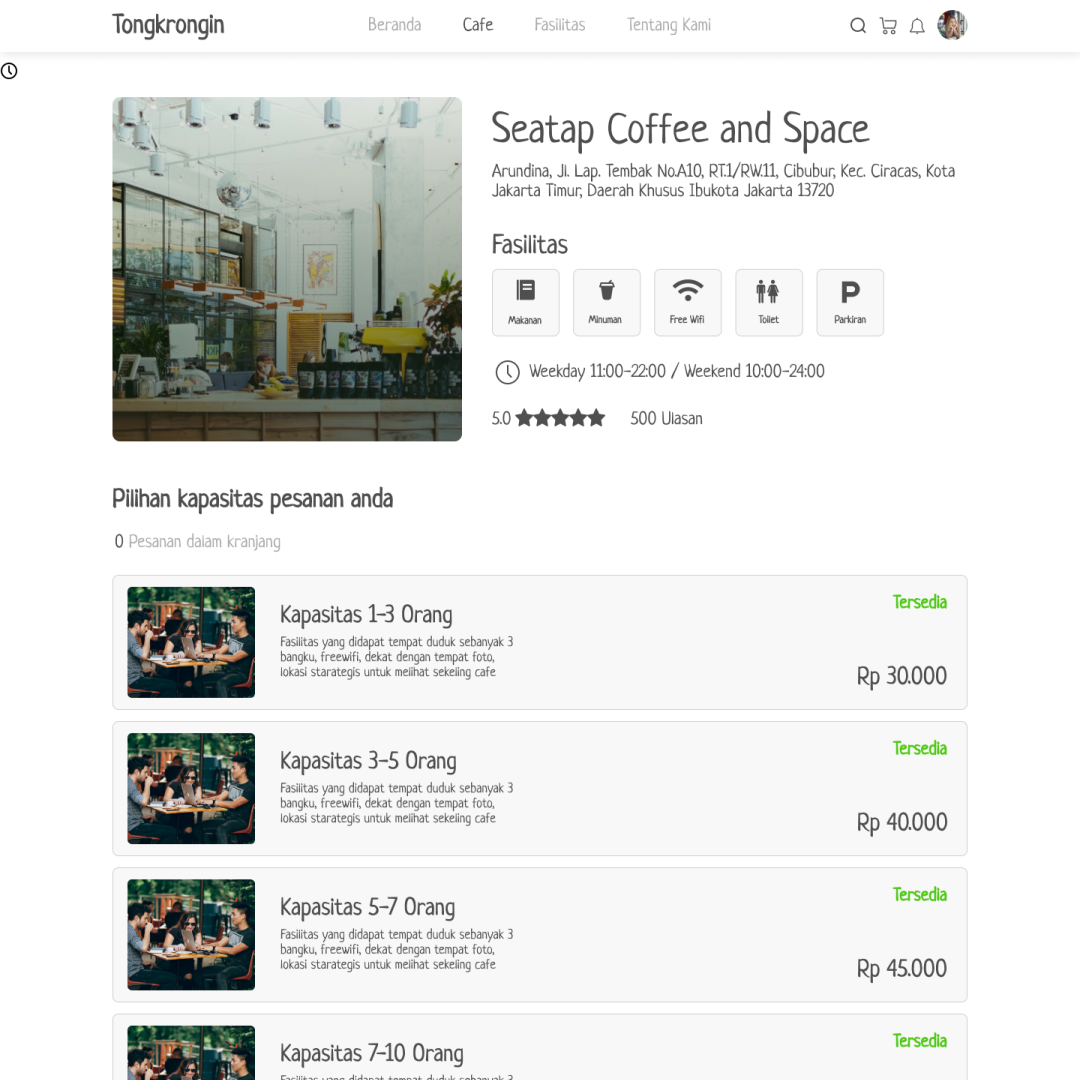 Tongkrongin
Beranda
Cafe
Fasilitas
Tentang Kami
Seatap Coffee and Space
Arundina, Jl. Lap. Tembak No.A10, RT.1/RW.11, Cibubur, Kec. Ciracas, Kota
Jakarta Timur, Daerah Khusus Ibukota Jakarta 13720
Fasilitas
Makanan
Minuman
Free Wifi
Toilet
Parkiran
Weekday 11:00-22:00 / Weekend 10:00-24:00
5.0
500 Ulasan
Pilihan kapasitas pesanan anda
0 Pesanan dalam kranjang
Kapasitas 1-3 Orang
Fasilitas yang didapat tempat duduk sebanyak 3
bangku, freewifi, dekat dengan tempat foto,
lokasi starategis untuk melihat sekeling cafe
Tersedia
Rp 30.000
Kapasitas 3-5 Orang
Fasilitas yang didapat tempat duduk sebanyak 3
bangku, freewifi, dekat dengan tempat foto,
lokasi starategis untuk melihat sekeling cafe
Tersedia
Rp 40.000
Kapasitas 5-7 Orang
Fasilitas yang didapat tempat duduk sebanyak 3
bangku, freewifi, dekat dengan tempat foto,
lokasi starategis untuk melihat sekeling cafe
Tersedia
Rp 45.000
Kapasitas 7-10 Orang
Fasilitas yang didapat tempat duduk sebanyak 3
Tersedia